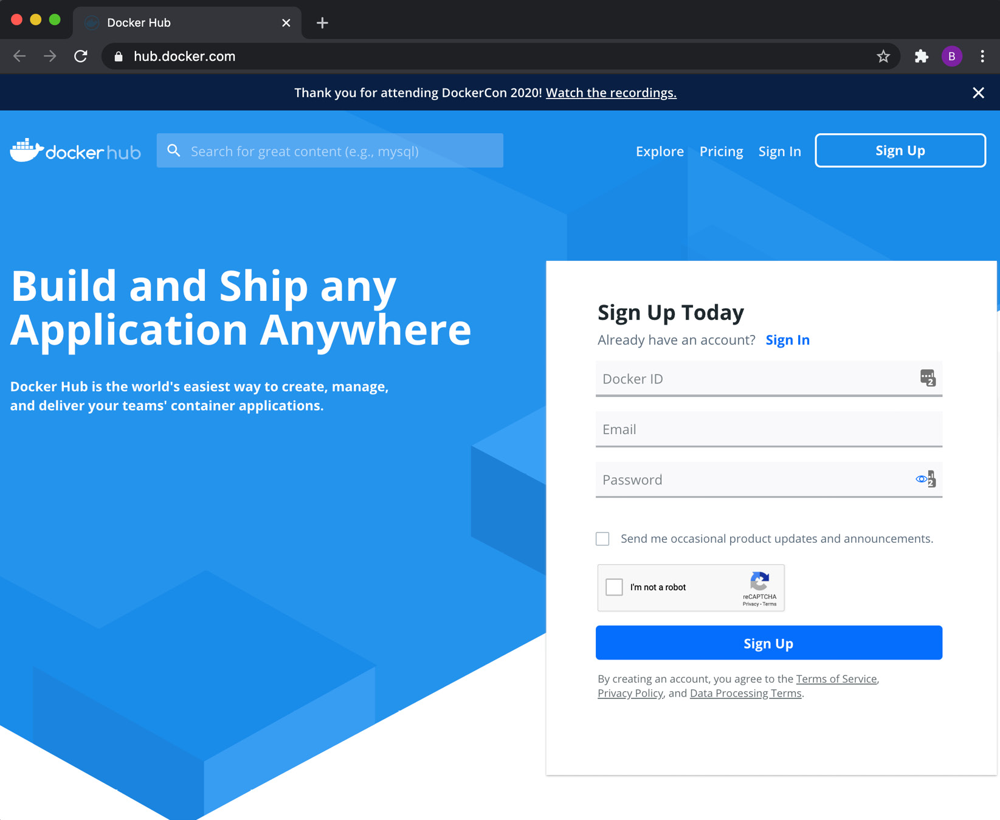 Docker Hub
hub.docker.com
B
Thank you for attending DockerCon 2020! Watch the recordings.
docker hub
Search for great content (e.g., mysql)
Explore
Pricing
Sign In
Sign Up
Build and Ship any
Application Anywhere
Docker Hub is the world's easiest way to create, manage,
and deliver your teams' container applications.
Sign Up Today
Already have an account? Sign In
Docker ID
2
Email
Password
2
Send me occasional product updates and announcements.
I'm not a robot
reCAPTCHA
Privacy - Terms
Sign Up
By creating an account, you agree to the Terms of Service,
Privacy Policy, and Data Processing Terms.